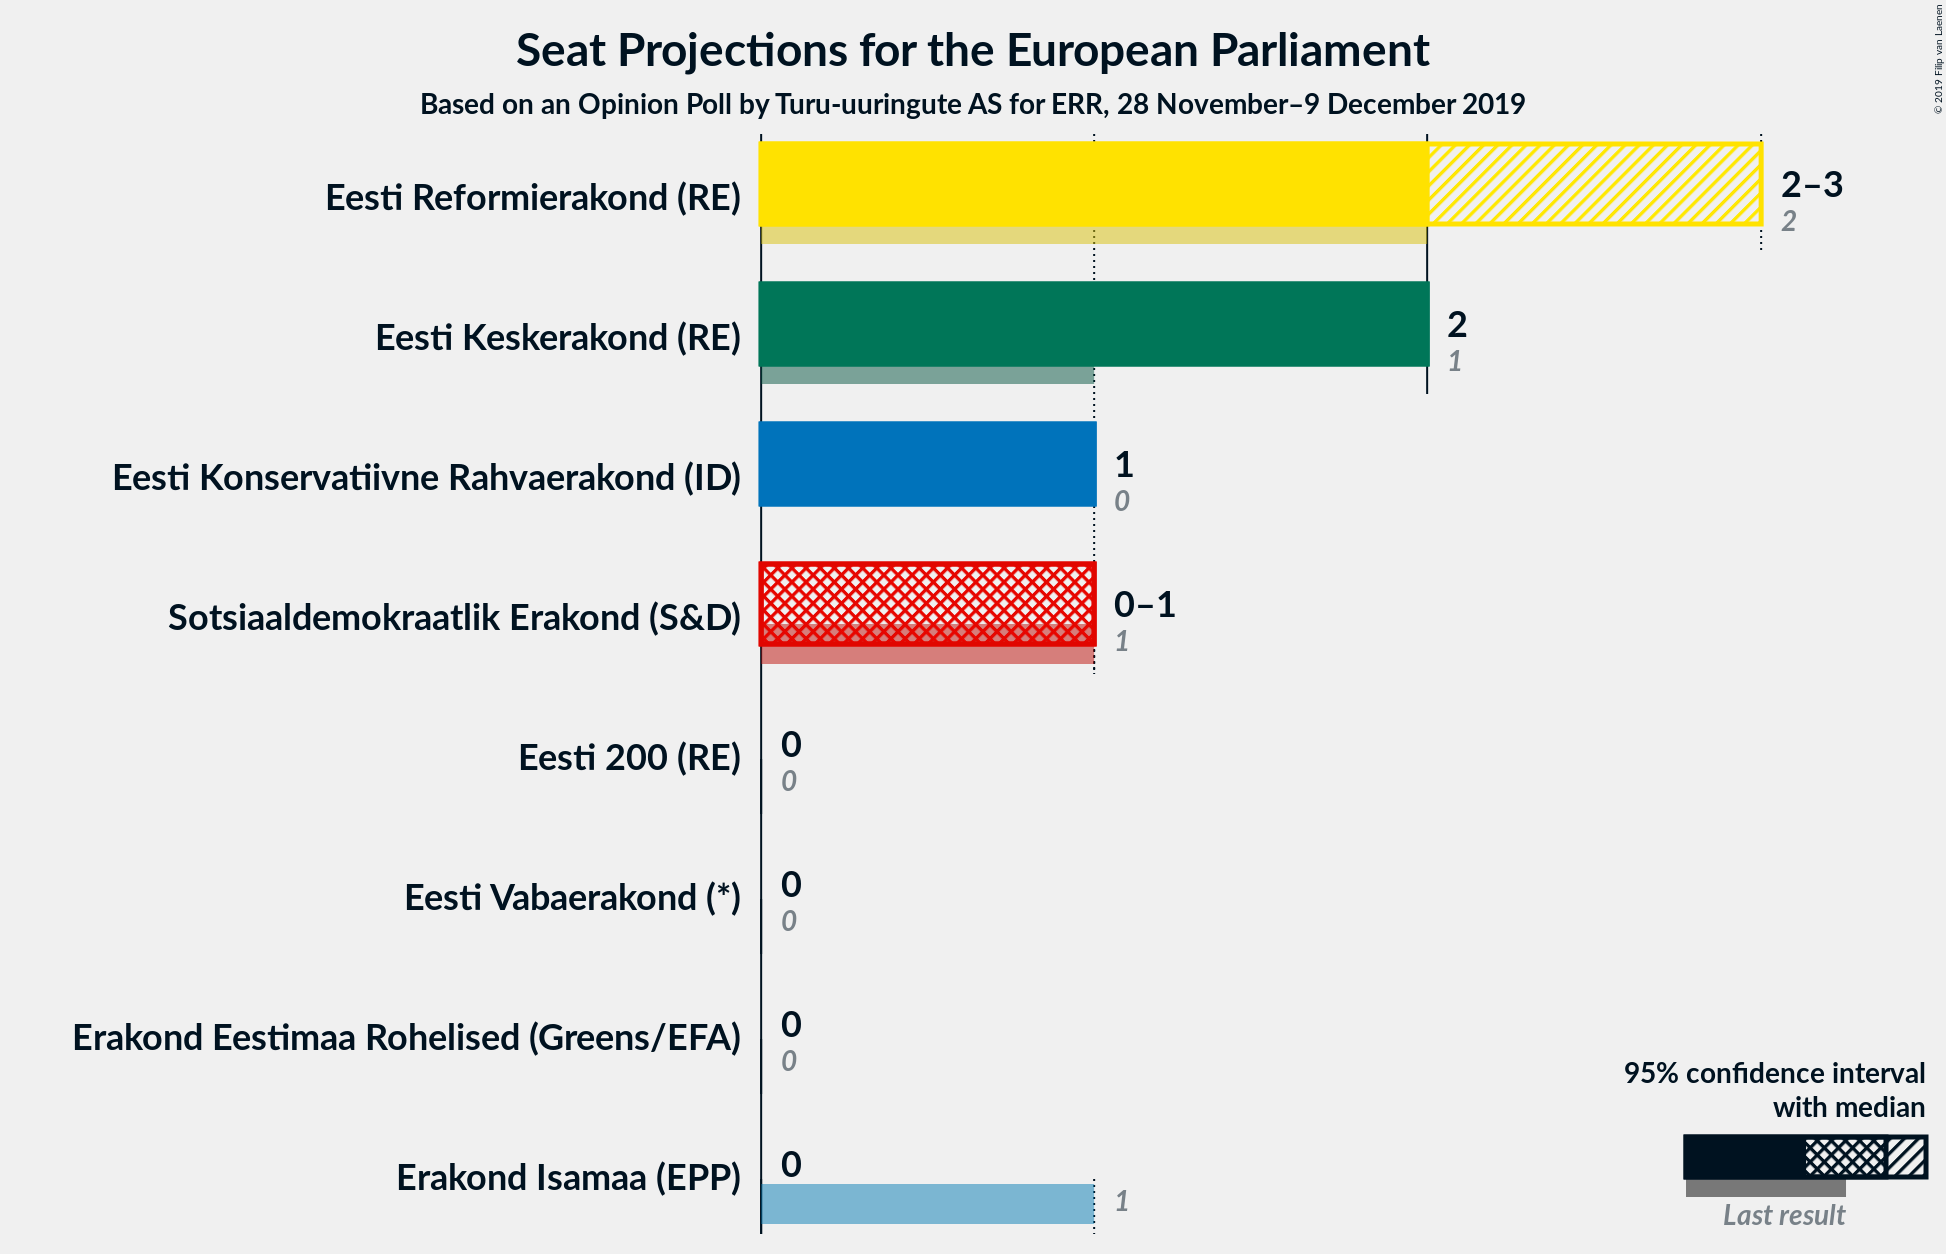 Seat Projections for the European Parliament
Based on an Opinion Poll by Turu-uuringute AS for ERR, 28 November–9 December 2019
© 2019 Filip van Laenen
Eesti Reformierakond (RE)
2–3
2
Eesti Keskerakond (RE)
2
1
Eesti Konservatiivne Rahvaerakond (ID)
1
0
Sotsiaaldemokraatlik Erakond (S&D)
0–1
1
Eesti 200 (RE)
0
0
Eesti Vabaerakond (*)
0
0
Erakond Eestimaa Rohelised (Greens/EFA)
0
0
Erakond Isamaa (EPP)
0
1
95% confidence interval
with median
Last result